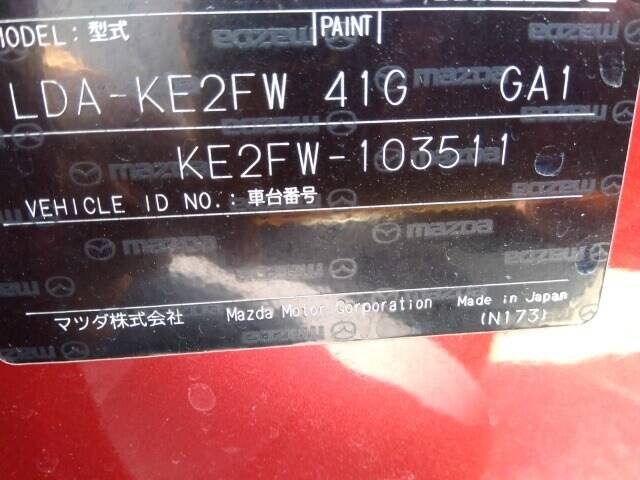 MODEL: 型式 PAINT
LDA-KE2FW 41G GA1
KE2FW-103511
VEHICLE ID NO.: 車台番号
マツダ株式会社 Mazda Motor Corporation Made in Japan
(N173)